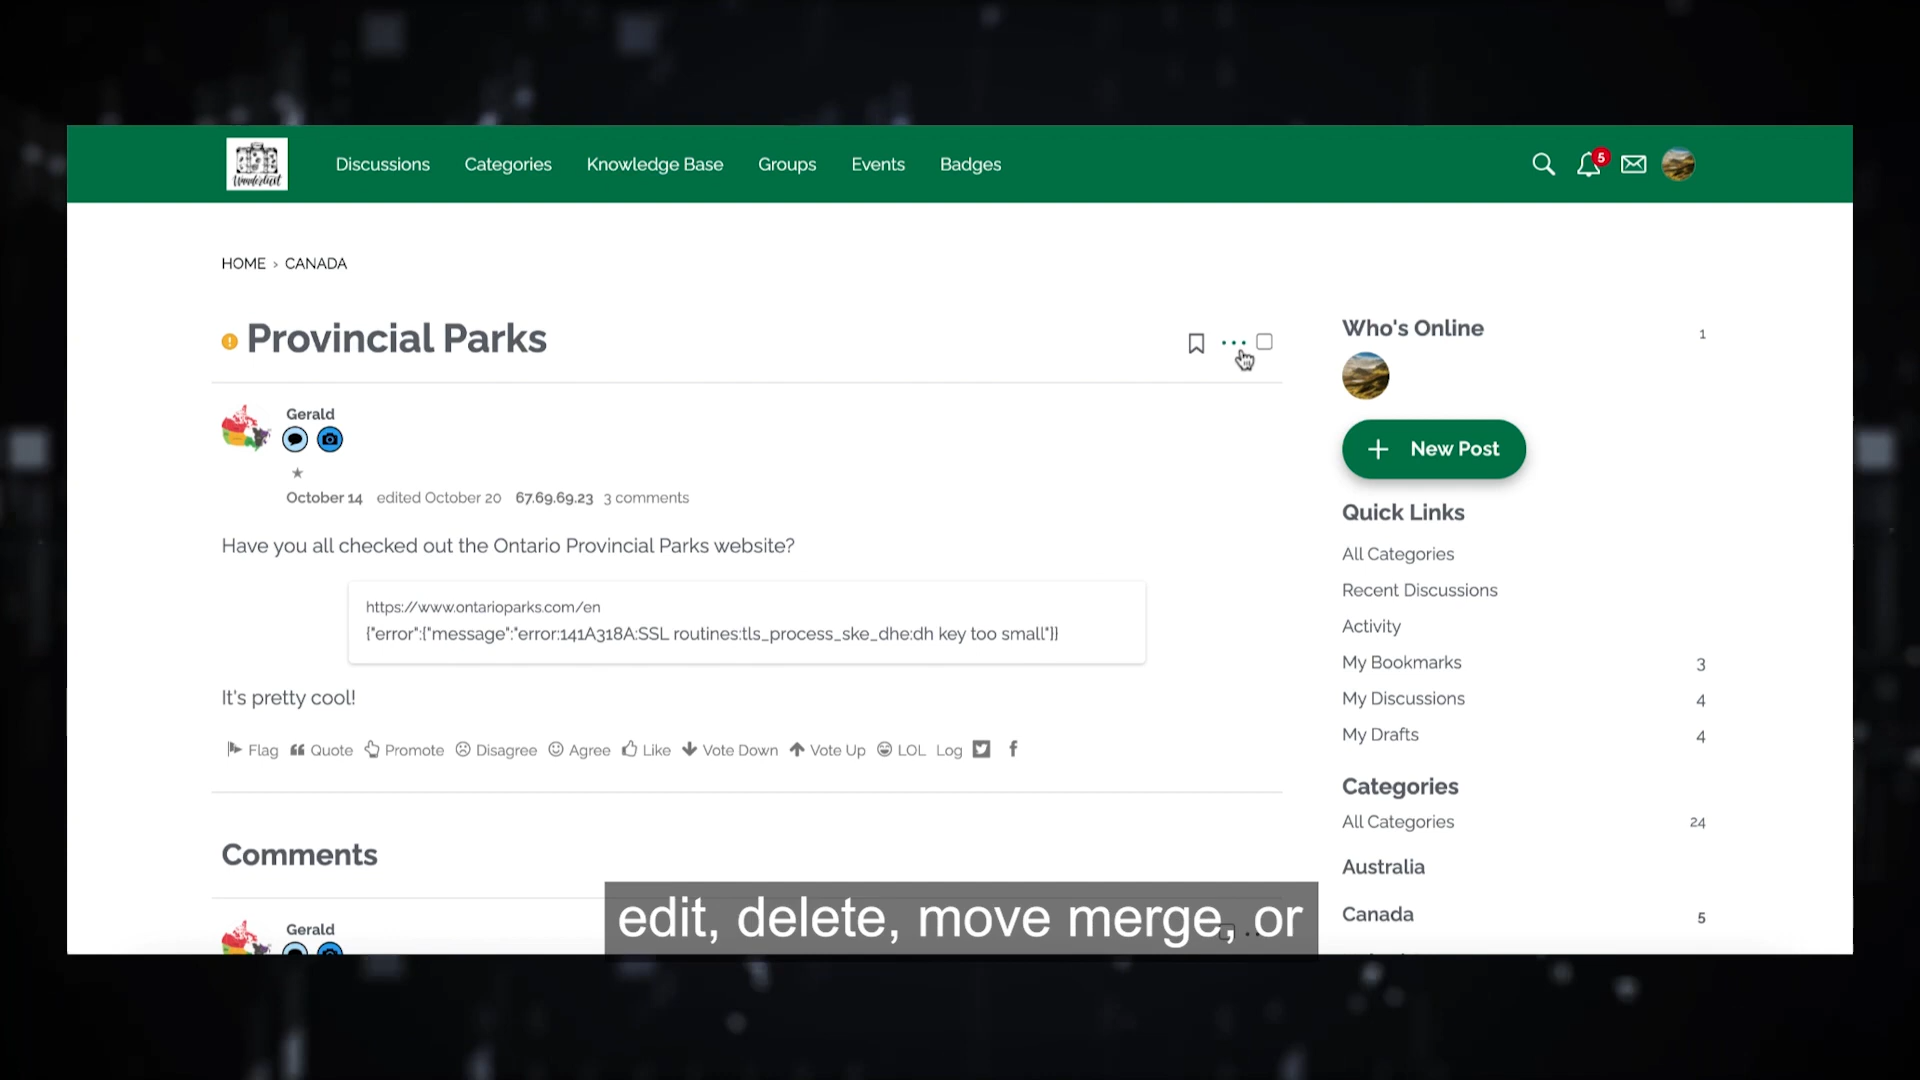 Wanderlust
Discussions Categories Knowledge Base Groups Events Badges
5
HOME › CANADA
Provincial Parks
Gerald
October 14 edited October 20 67.69.69.23 3 comments
Have you all checked out the Ontario Provincial Parks website?
https://www.ontarioparks.com/en
{"error":{"message":"error:141A318A:SSL routines:tls_process_ske_dhe:dh key too small"}}
It's pretty cool!
Flag Quote Promote Disagree Agree Like Vote Down Vote Up LOL Log
Comments
Gerald
Who's Online 1
New Post
Quick Links
All Categories
Recent Discussions
Activity
My Bookmarks 3
My Discussions 4
My Drafts 4
Categories
All Categories 24
Australia
Canada 5
edit, delete, move merge, or